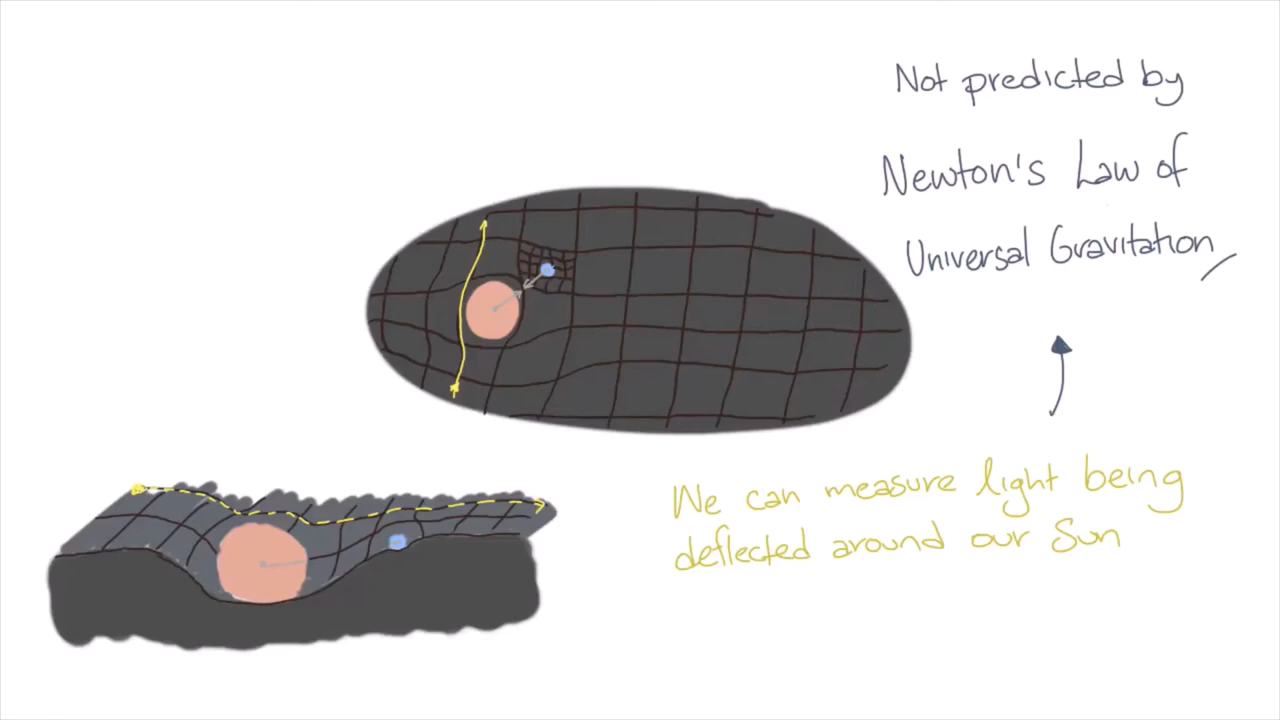 Not predicted by
Newton's Law of
Universal Gravitation
We can measure light being
deflected around our Sun